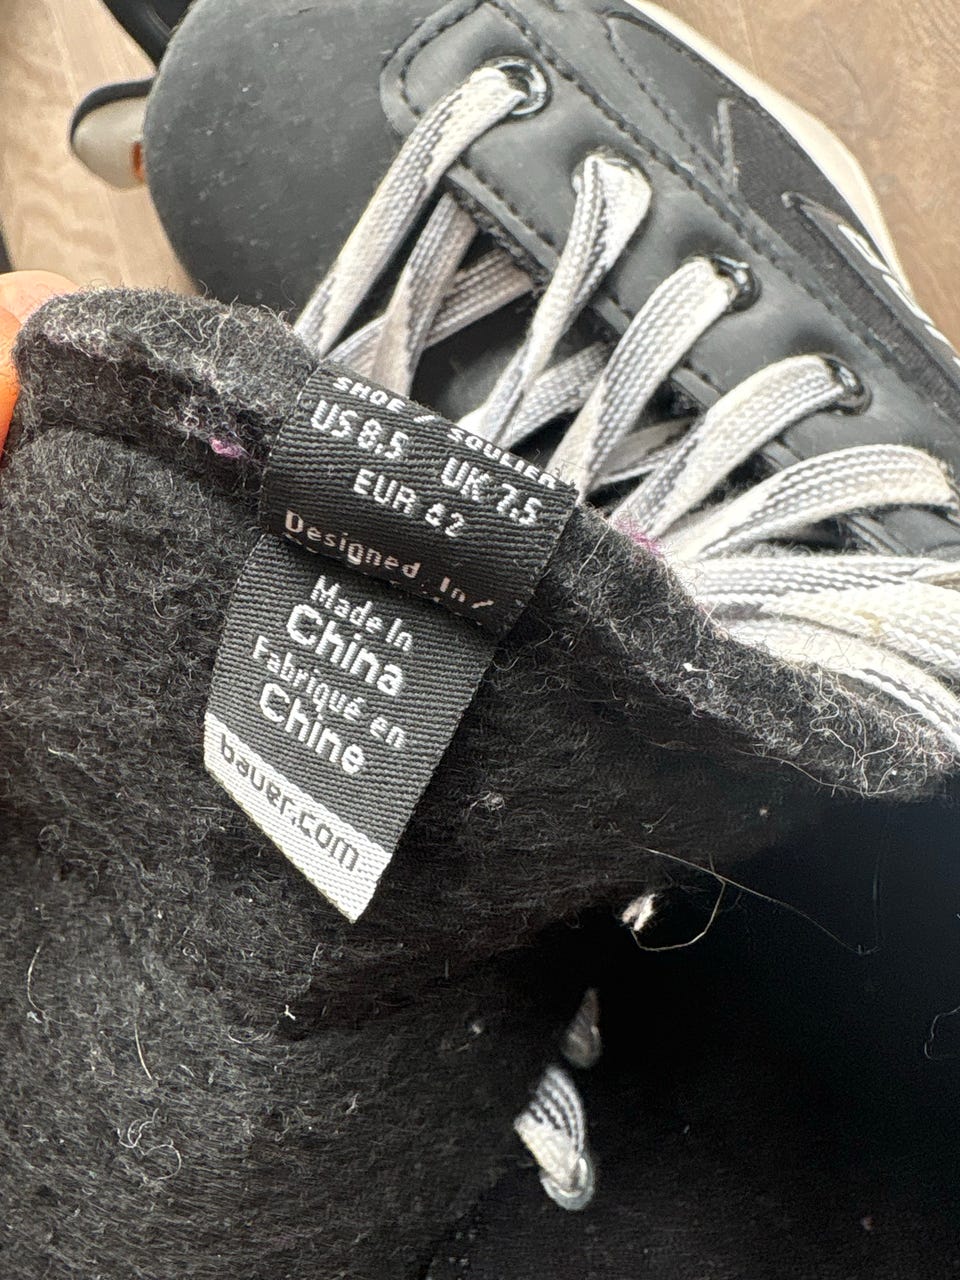 SHOE / SOULIER
US 8.5 UK 7.5
EUR 42
Designed In /
Made In
China
Fabriqué en
Chine
bauer.com